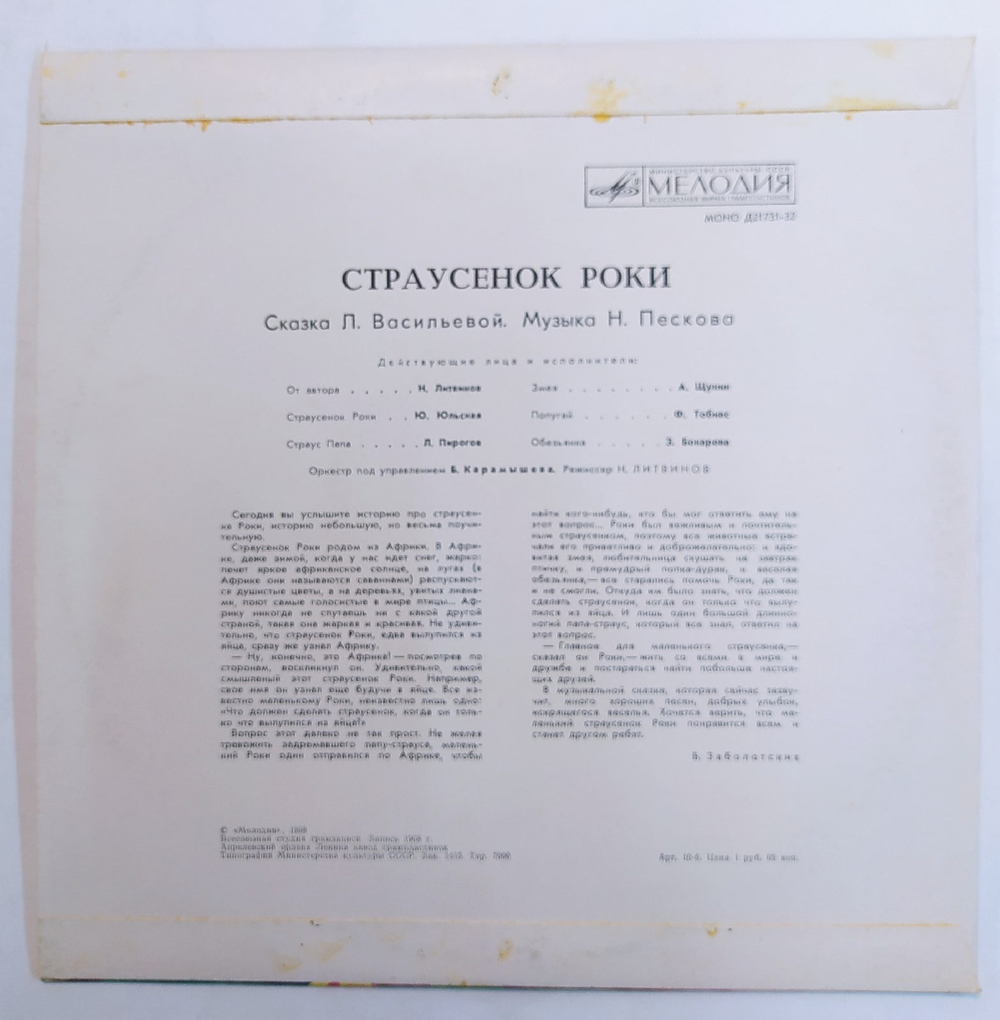 МИНИСТЕРСТВО КУЛЬТУРЫ СССР
МЕЛОДИЯ
ВСЕСОЮЗНАЯ ФИРМА ГРАМПЛАСТИНОК
МОНО Д21731-32
СТРАУСЕНОК РОКИ
Сказка Л. Васильевой. Музыка Н. Пескова
Действующие лица и исполнители:
От автора . . . . . Н. Литвинов
Страусенок Роки . . Ю. Юльская
Страус Папа . . . . . Л. Пирогов
Змея . . . . . . . . А. Щукин
Попугай . . . . . . Ф. Тобиас
Обезьянка . . . . . З. Бокарева
Оркестр под управлением Б. Карамышева. Режиссер Н. ЛИТВИНОВ
Сегодня вы услышите историю про страусен-
ка Роки, историю небольшую, но весьма поучи-
тельную.
Страусенок Роки родом из Африки. В Афри-
ке, даже зимой, когда у нас идет снег, жарко:
печет яркое африканское солнце, на лугах (в
Африке они называются саваннами) распускают-
ся душистые цветы, а на деревьях, увитых лиана-
ми, поют самые голосистые в мире птицы... Аф-
рику никогда не спутаешь ни с какой другой
страной, такая она жаркая и красивая. Не удиви-
тельно, что страусенок Роки, едва вылупился из
яйца, сразу же узнал Африку.
— Ну, конечно, это Африка! — посмотрев по
сторонам, воскликнул он. Удивительно, какой
смышленый этот страусенок Роки. Например,
свое имя он узнал еще будучи в яйце. Все из-
вестно маленькому Роки, неизвестно лишь одно:
«Что должен сделать страусенок, когда он толь-
ко что вылупился из яйца?»
Вопрос этот далеко не так прост. Не желая
тревожить задремавшего папу-страуса, малень-
кий Роки один отправился по Африке, чтобы
найти кого-нибудь, кто бы мог ответить ему на
этот вопрос... Роки был вежливым и почтитель-
ным страусенком, поэтому все животные встре-
чали его приветливо и доброжелательно: и ядо-
витая змея, любительница скушать на завтрак
птичку, и премудрый попка-дурак, и веселая
обезьянка,— все старались помочь Роки, да так
и не смогли. Откуда им было знать, что должен
сделать страусенок, когда он только что вылу-
пился из яйца. И лишь один большой длинно-
ногий папа-страус, который все знал, ответил на
этот вопрос.
— Главное для маленького страусенка,—
сказал он Роки,— жить со всеми в мире и
дружбе и постараться найти побольше настоя-
щих друзей.
В музыкальной сказке, которая сейчас зазву-
чит, много хороших песен, добрых улыбок,
искрящегося веселья. Хочется верить, что ма-
ленький страусенок Роки понравится всем и
станет другом ребят.
В. Заболотских
© «Мелодия», 1968
Всесоюзная студия грамзаписи. Запись 1968 г.
Апрелевский ордена Ленина завод грампластинок
Типография Министерства культуры СССР. Зак. Тир. 7000
Арт. 10-6. Цена 1 руб. коп.